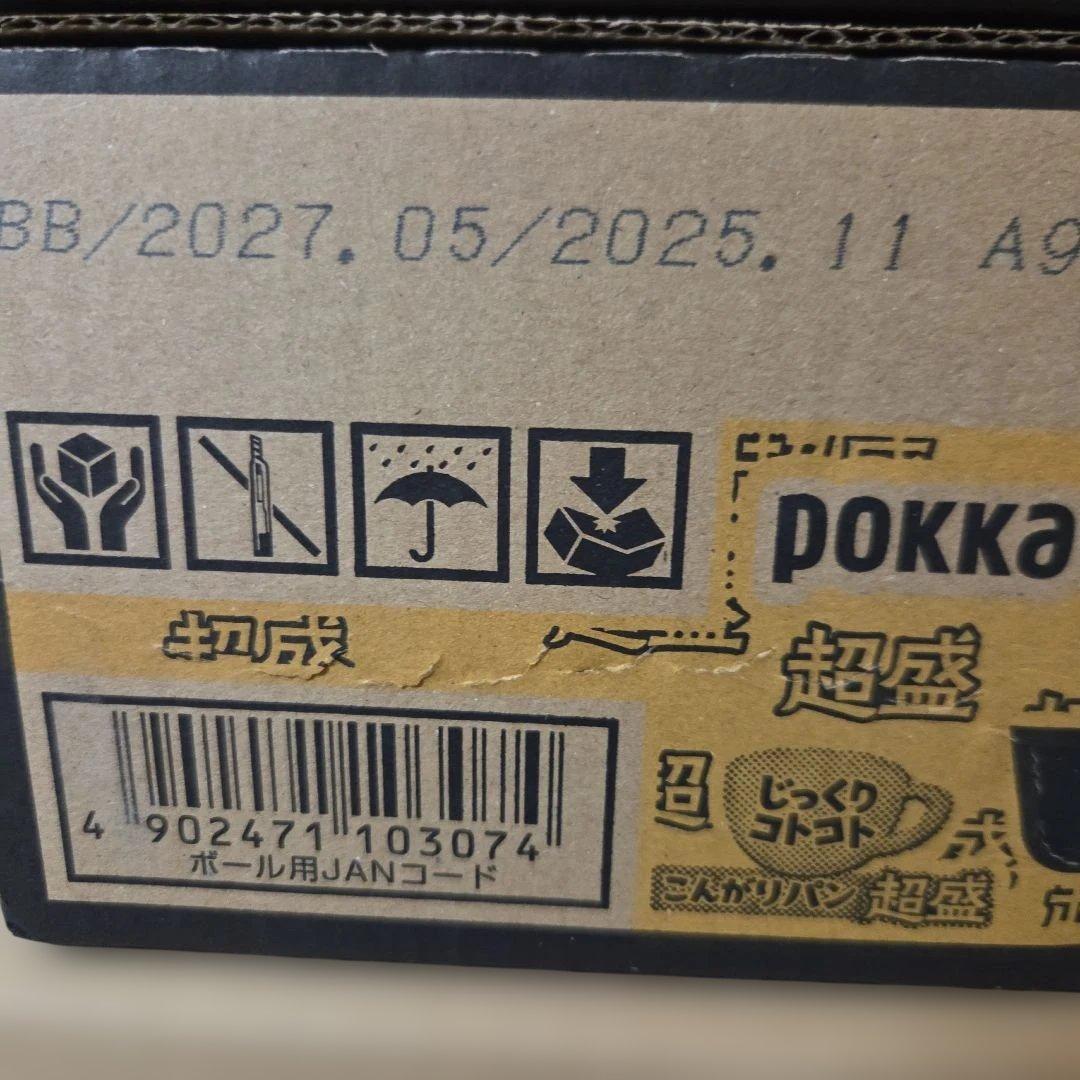 BB/2027.05/2025.11 A9
pokka
超盛
超盛
超
じっくり
コトコト
こんがりパン 超盛
4 902471 103074
ボール用JANコード